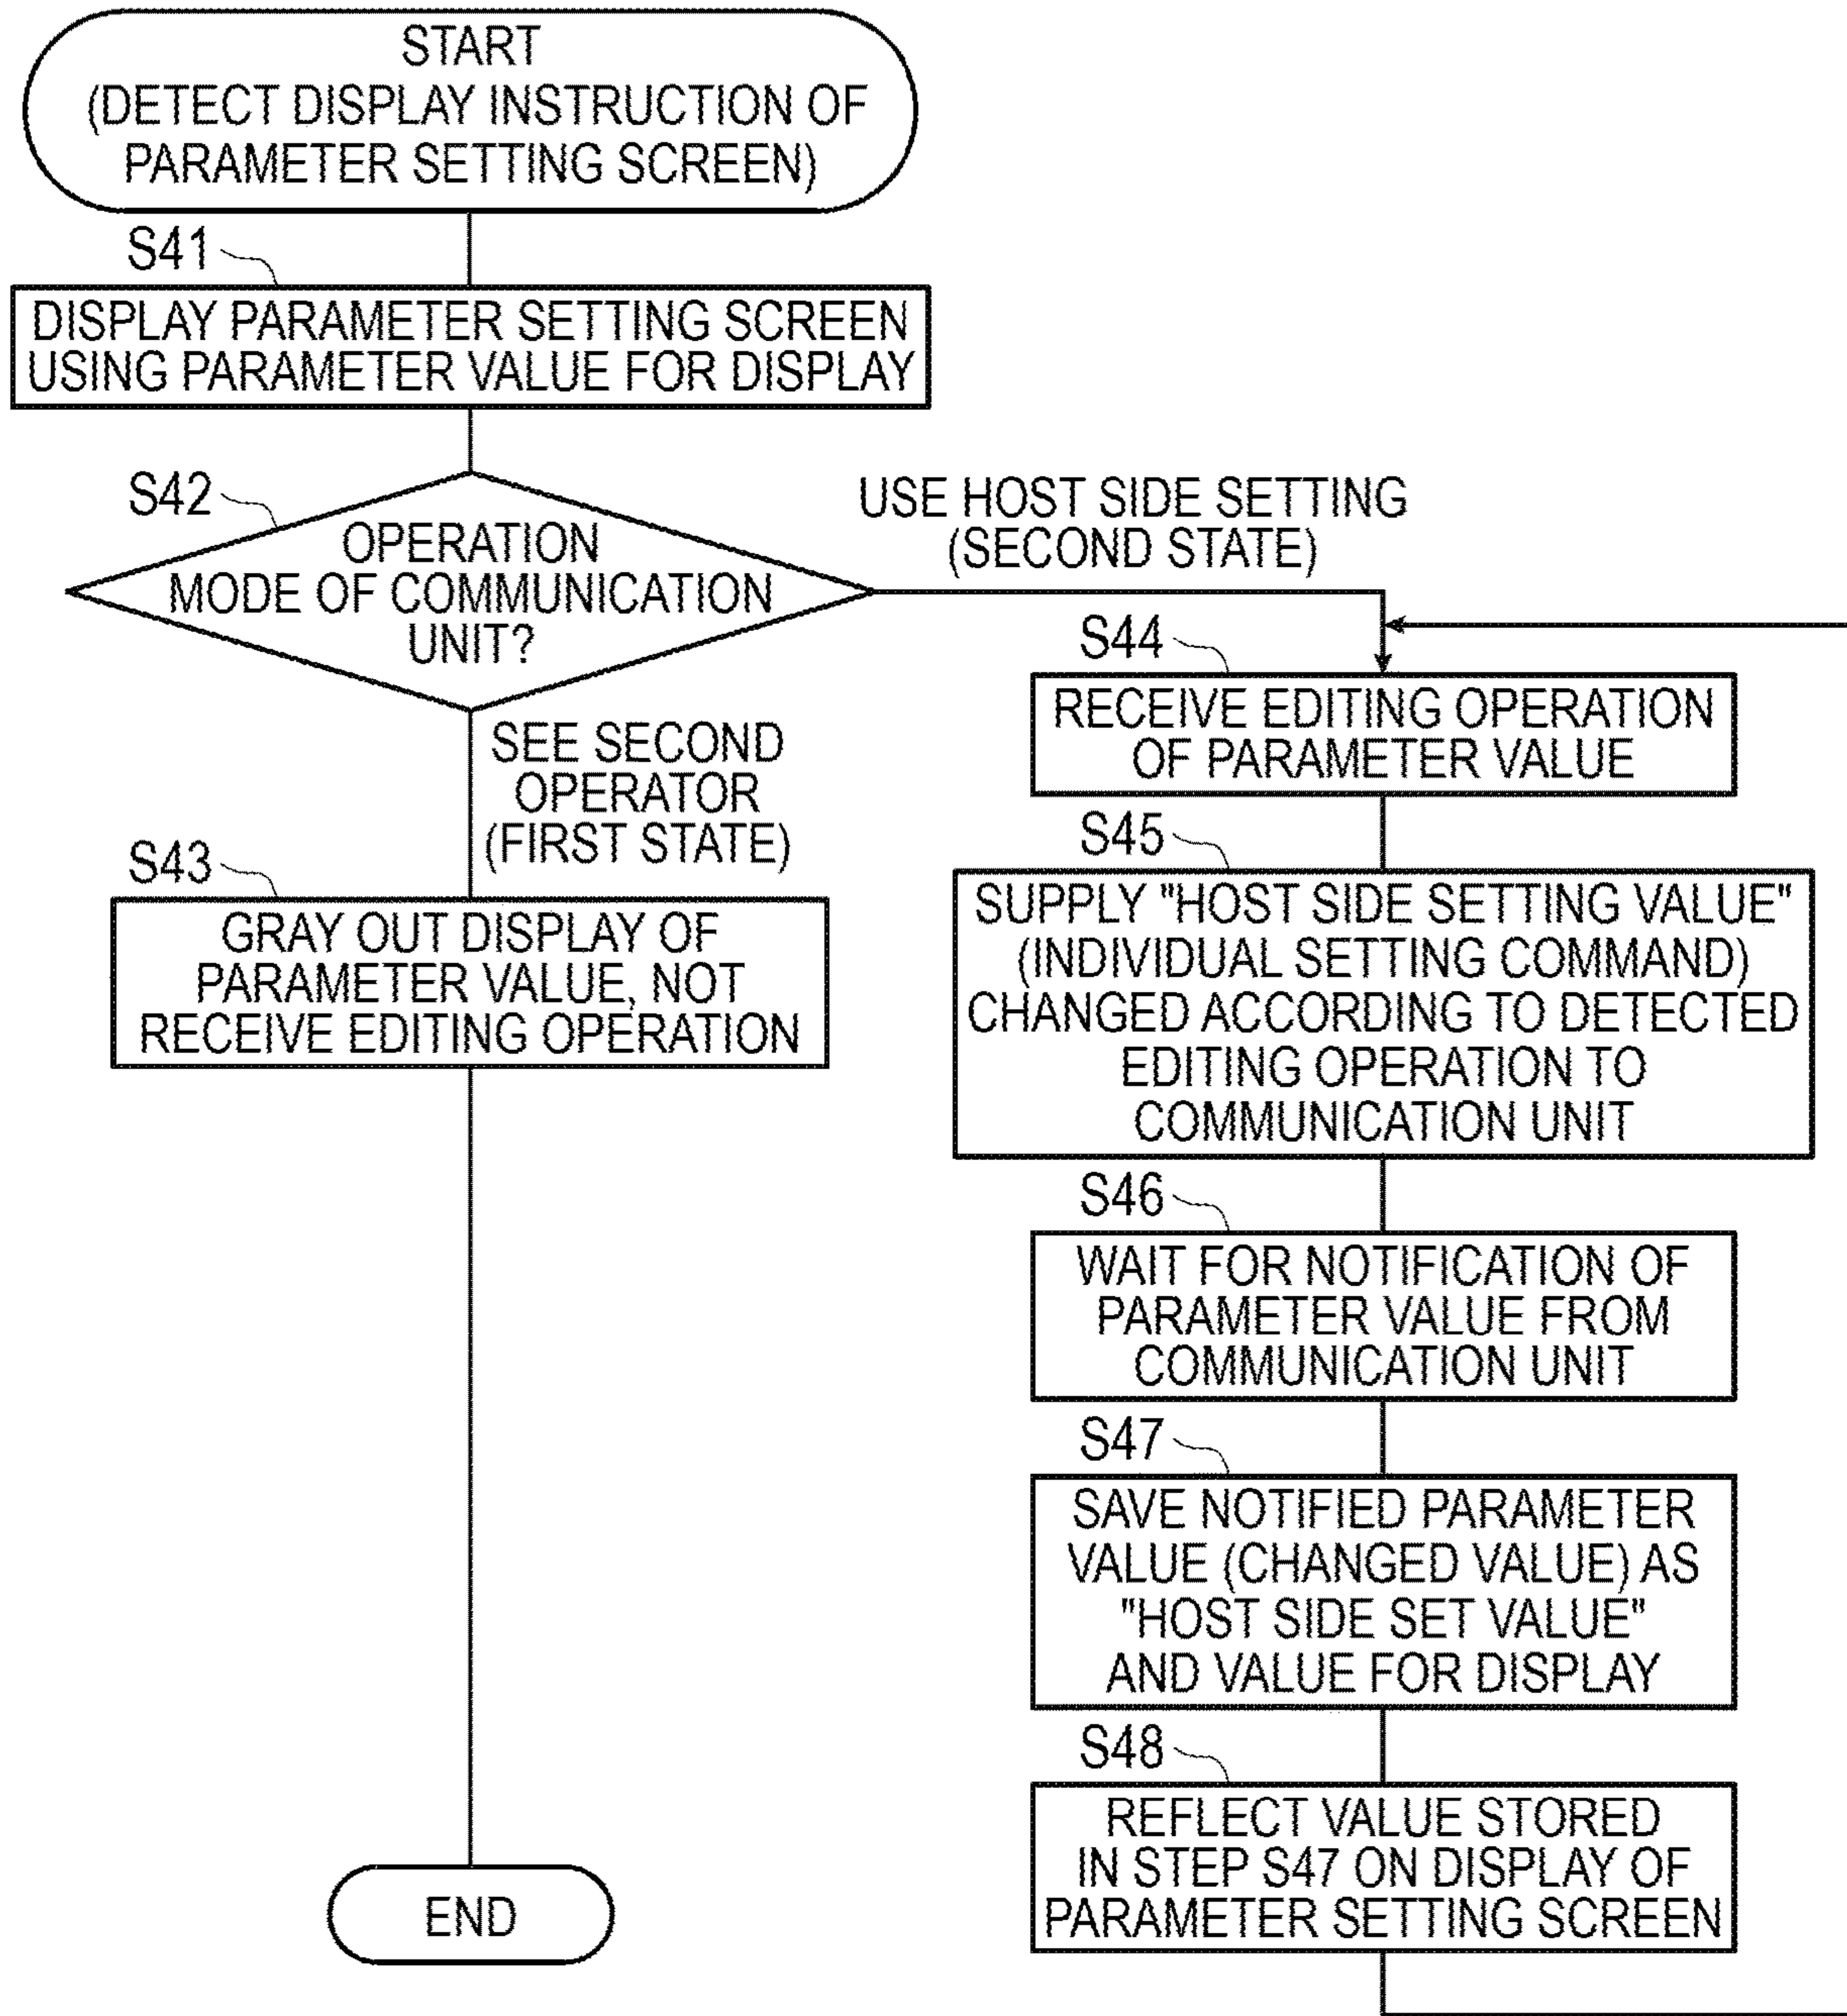 START
(DETECT DISPLAY INSTRUCTION OF
PARAMETER SETTING SCREEN)
S41
DISPLAY PARAMETER SETTING SCREEN
USING PARAMETER VALUE FOR DISPLAY
S42
OPERATION
MODE OF COMMUNICATION
UNIT?
USE HOST SIDE SETTING
(SECOND STATE)
SEE SECOND
OPERATOR
(FIRST STATE)
S43
GRAY OUT DISPLAY OF
PARAMETER VALUE, NOT
RECEIVE EDITING OPERATION
END
S44
RECEIVE EDITING OPERATION
OF PARAMETER VALUE
S45
SUPPLY "HOST SIDE SETTING VALUE"
(INDIVIDUAL SETTING COMMAND)
CHANGED ACCORDING TO DETECTED
EDITING OPERATION TO
COMMUNICATION UNIT
S46
WAIT FOR NOTIFICATION OF
PARAMETER VALUE FROM
COMMUNICATION UNIT
S47
SAVE NOTIFIED PARAMETER
VALUE (CHANGED VALUE) AS
"HOST SIDE SET VALUE"
AND VALUE FOR DISPLAY
S48
REFLECT VALUE STORED
IN STEP S47 ON DISPLAY OF
PARAMETER SETTING SCREEN